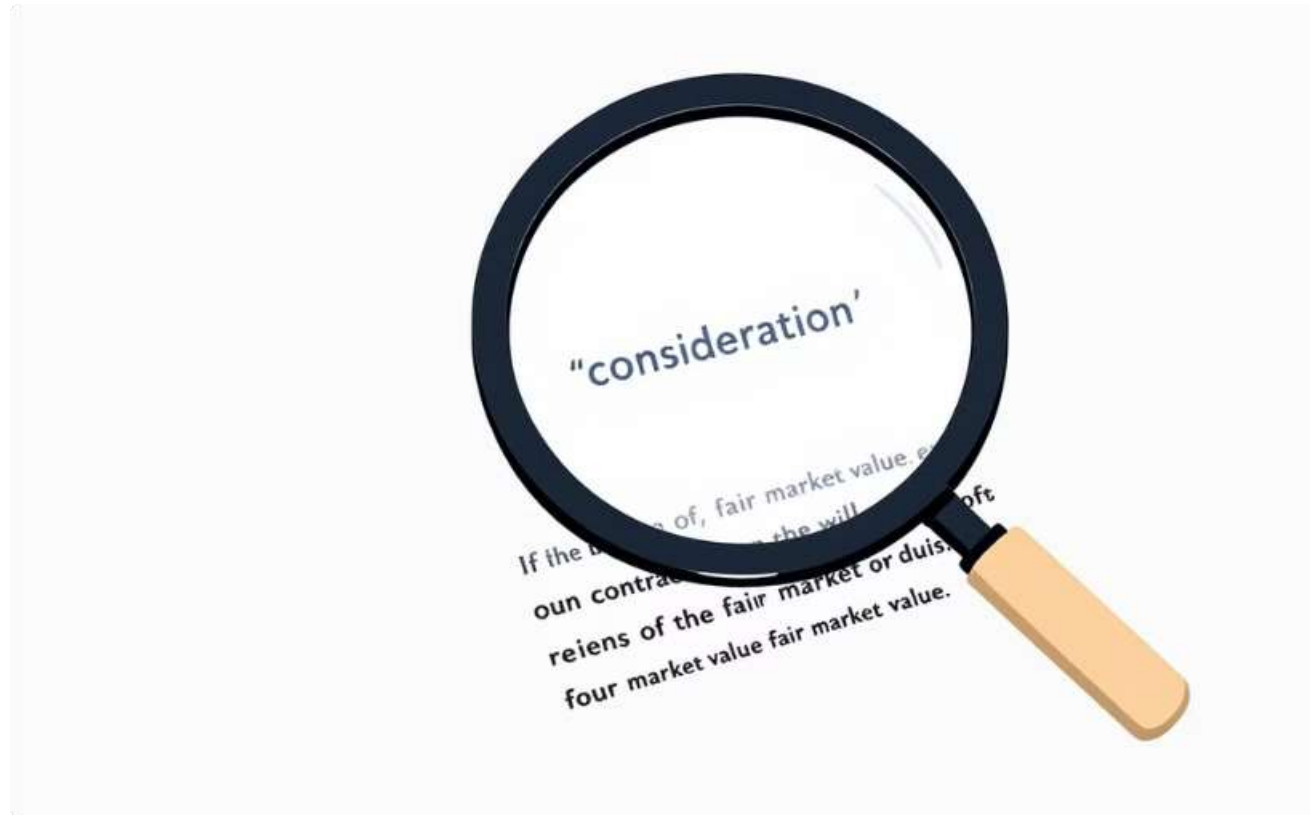 “consideration’
If the of, fair market value.
oun the will oft
reiens of the fair market or duis.
four market value fair market value.